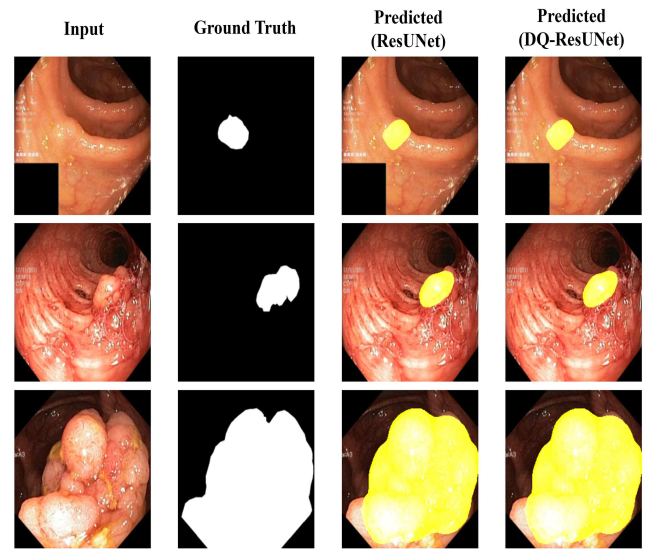 Input
Ground Truth
Predicted
(ResUNet)
Predicted
(DQ-ResUNet)